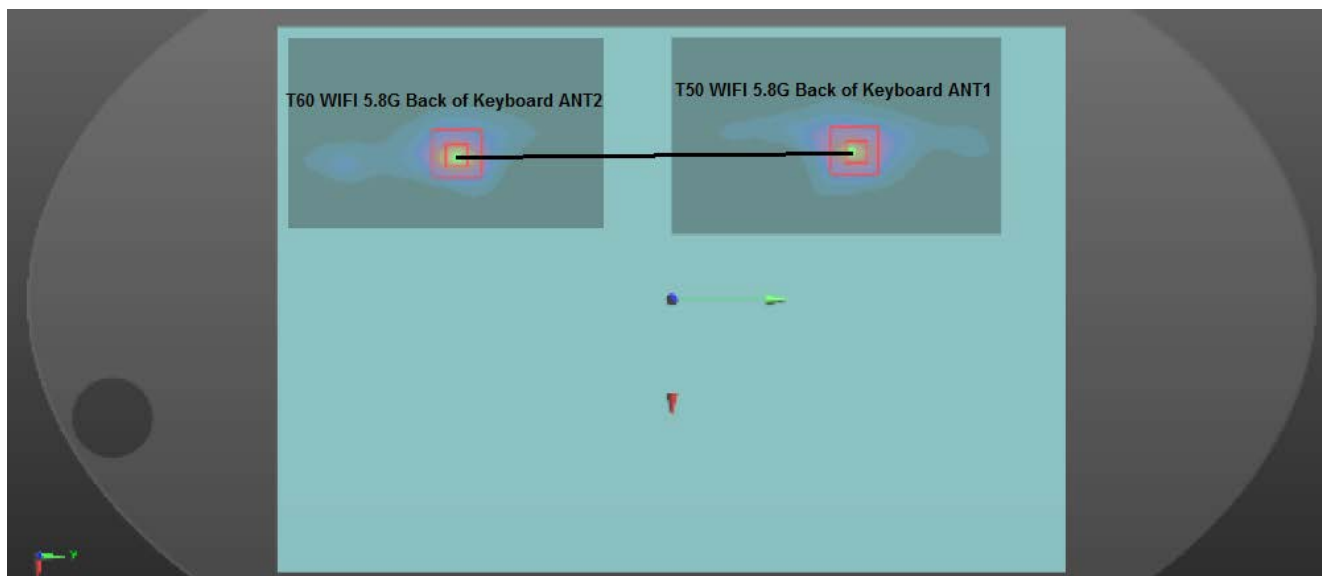 T60 WIFI 5.8G Back of Keyboard ANT2
T50 WIFI 5.8G Back of Keyboard ANT1
Y